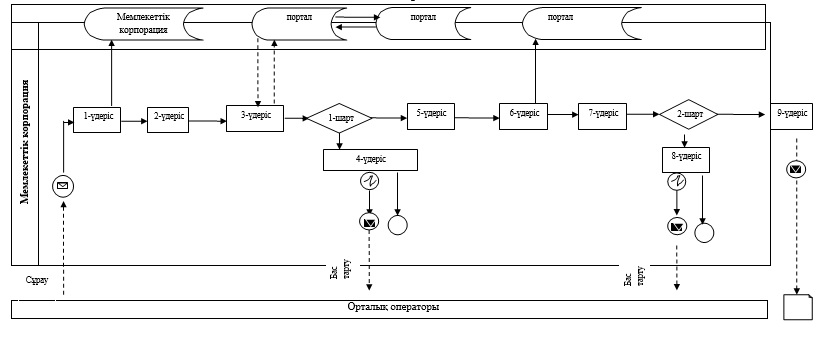 Мемлекеттік
корпорация
портал
портал
портал
Мемлекеттік корпорация
1-үдеріс
2-үдеріс
3-үдеріс
1-шарт
5-үдеріс
6-үдеріс
7-үдеріс
2-шарт
9-үдеріс
4-үдеріс
8-үдеріс
Сұрау
Бас
тарту
Бас
тарту
Орталық операторы